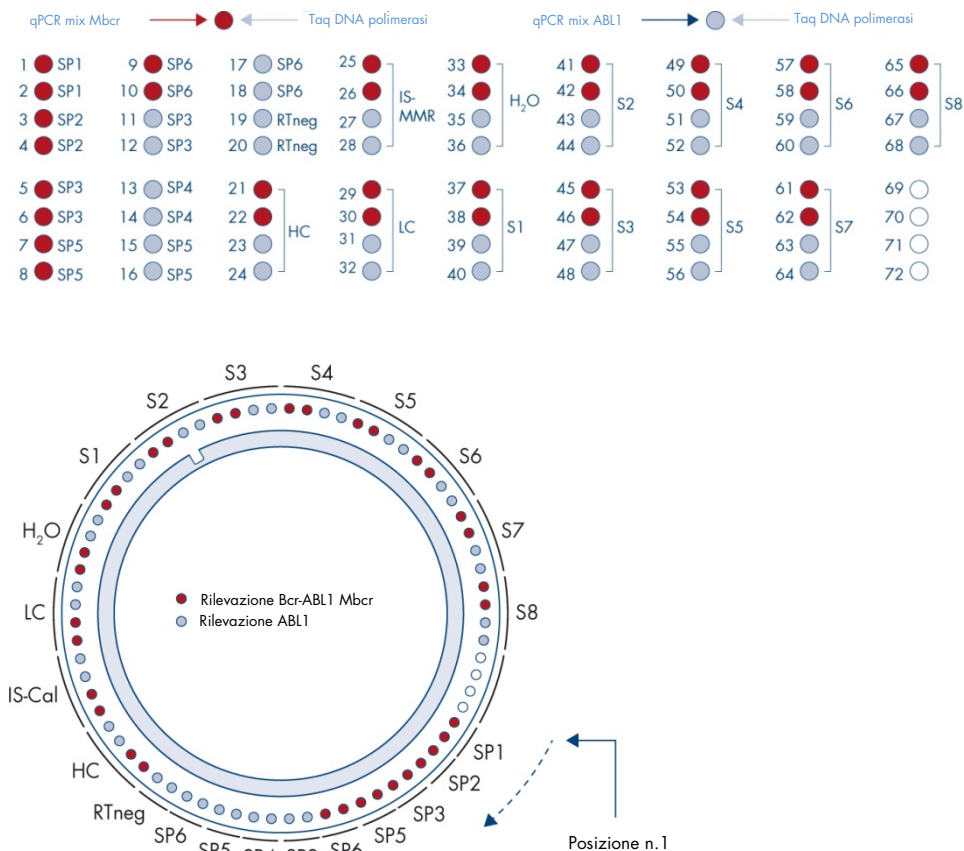 qPCR mix Mbcr Taq DNA polimerasi qPCR mix ABL1 Taq DNA polimerasi
1 SP1 9 SP6 17 SP6 25 33 41 49 57 65
2 SP1 10 SP6 18 SP6 26 34 42 50 58 66
IS-MMR H2O S2 S4 S6 S8
3 SP2 11 SP3 19 RTneg 27 35 43 51 59 67
4 SP2 12 SP3 20 RTneg 28 36 44 52 60 68
5 SP3 13 SP4 21 29 37 45 53 61 69
6 SP3 14 SP4 22 30 38 46 54 62 70
HC LC S1 S3 S5 S7
7 SP5 15 SP5 23 31 39 47 55 63 71
8 SP5 16 SP5 24 32 40 48 56 64 72
S3 S4
S2 S5
S1 S6
H2O S7
Rilevazione Bcr-ABL1 Mbcr
LC S8
Rilevazione ABL1
IS-Cal
SP1
HC SP2
RTneg SP3
SP6 SP5
SP5 SP4 SP3 SP6
Posizione n.1